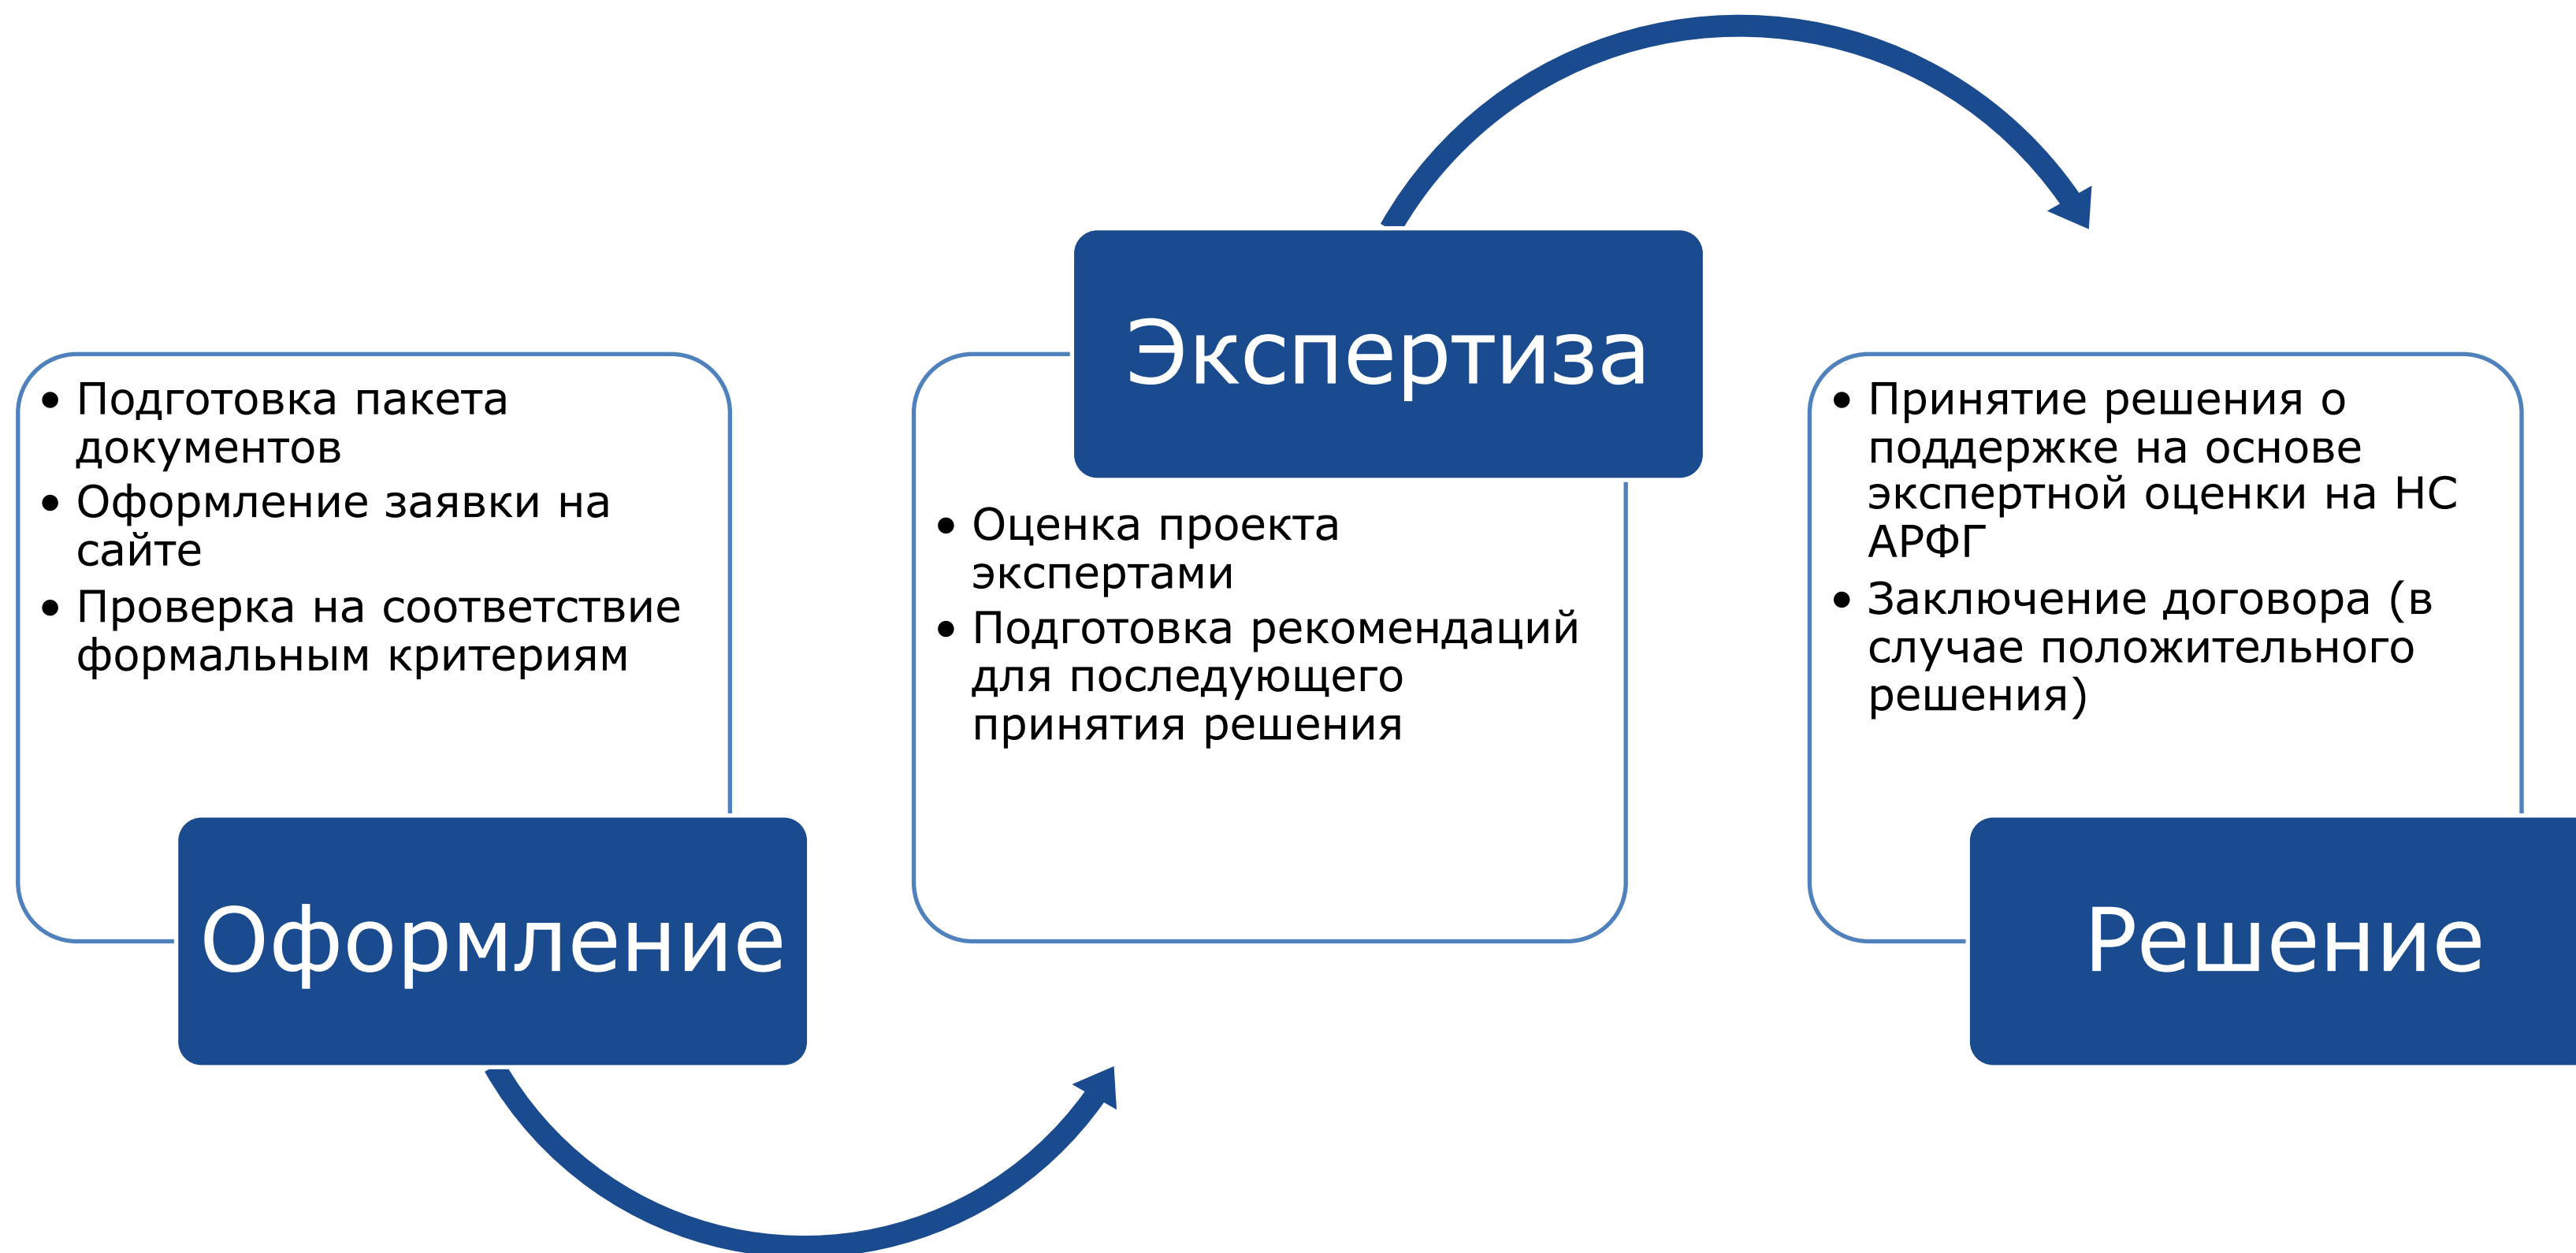 • Подготовка пакета
документов
• Оформление заявки на
сайте
• Проверка на соответствие
формальным критериям
Оформление
Экспертиза
• Оценка проекта
экспертами
• Подготовка рекомендаций
для последующего
принятия решения
• Принятие решения о
поддержке на основе
экспертной оценки на НС
АРФГ
• Заключение договора (в
случае положительного
решения)
Решение